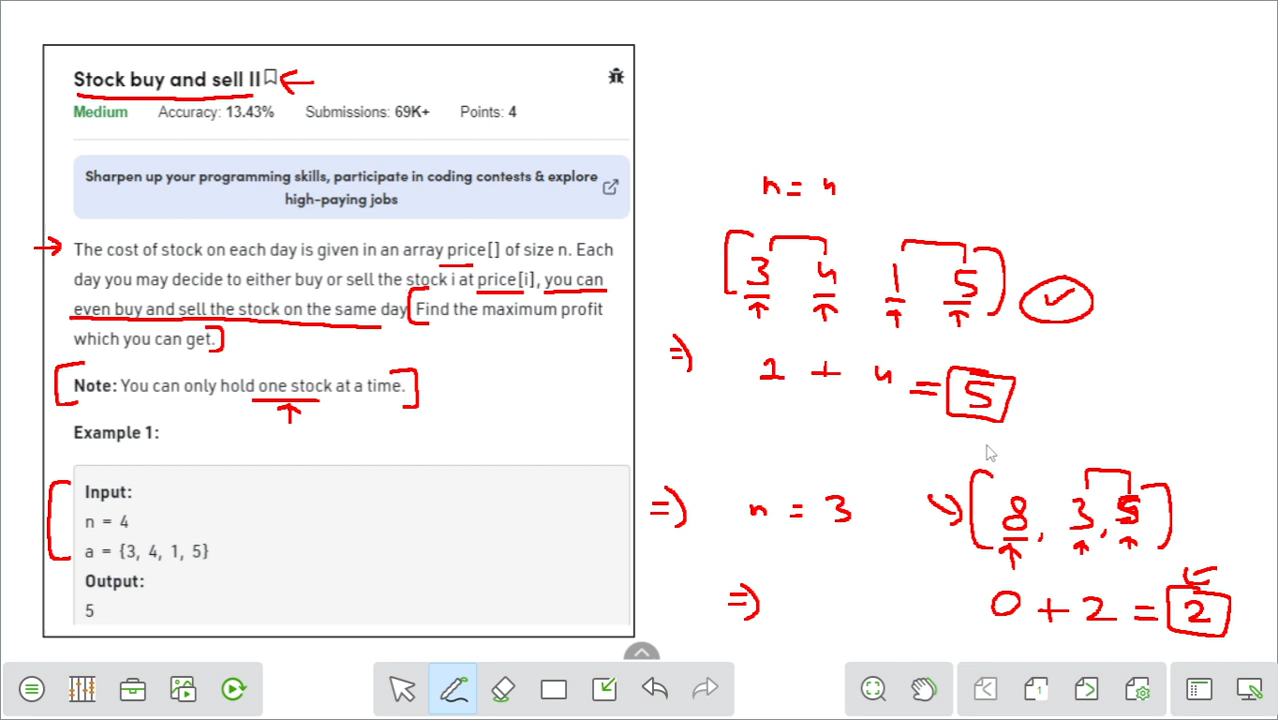 Stock buy and sell II
Medium Accuracy: 13.43% Submissions: 69K+ Points: 4
Sharpen up your programming skills, participate in coding contests & explore
high-paying jobs
The cost of stock on each day is given in an array price[] of size n. Each
day you may decide to either buy or sell the stock i at price[i], you can
even buy and sell the stock on the same day. Find the maximum profit
which you can get.
Note: You can only hold one stock at a time.
Example 1:
Input:
n = 4
a = {3, 4, 1, 5}
Output:
5
n = 4
[3 4 1 5]
⇒ 1 + 4 = 5
⇒ n = 3 [8, 3, 5]
⇒ 0 + 2 = 2
1